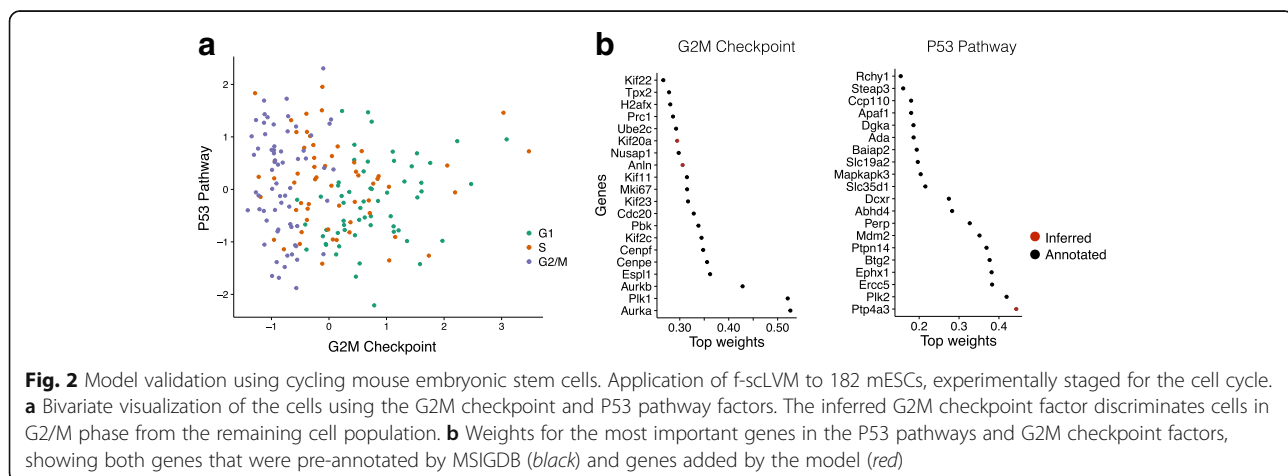 a
P53 Pathway
2
1
0
−1
−2
−1
0
1
2
3
G2M Checkpoint
G1
S
G2/M
b
G2M Checkpoint
Genes
Kif22
Tpx2
H2afx
Prc1
Ube2c
Kif20a
Nusap1
Anln
Kif11
Mki67
Kif23
Cdc20
Pbk
Kif2c
Cenpf
Cenpe
Espl1
Aurkb
Plk1
Aurka
0.30
0.40
0.50
Top weights
P53 Pathway
Rchy1
Steap3
Ccp110
Apaf1
Dgka
Ada
Baiap2
Slc19a2
Mapkapk3
Slc35d1
Dcxr
Abhd4
Perp
Mdm2
Ptpn14
Btg2
Ephx1
Ercc5
Plk2
Ptp4a3
0.2
0.3
0.4
Top weights
Inferred
Annotated
Fig. 2 Model validation using cycling mouse embryonic stem cells. Application of f-scLVM to 182 mESCs, experimentally staged for the cell cycle.
a Bivariate visualization of the cells using the G2M checkpoint and P53 pathway factors. The inferred G2M checkpoint factor discriminates cells in
G2/M phase from the remaining cell population. b Weights for the most important genes in the P53 pathways and G2M checkpoint factors,
showing both genes that were pre-annotated by MSIGDB (black) and genes added by the model (red)